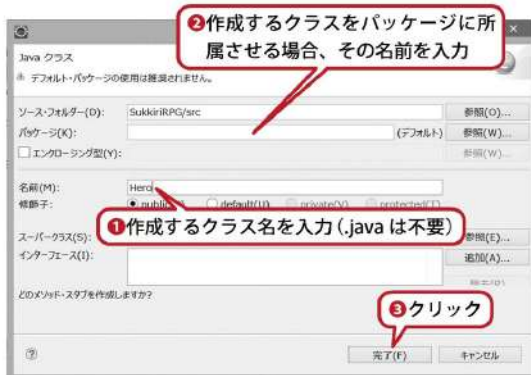 ❷作成するクラスをパッケージに所
属させる場合、その名前を入力
Java クラス
デフォルト・パッケージの使用は推奨されません。
ソース・フォルダー(D):
SukkiriRPG/src
参照(O)...
パッケージ(K):
(デフォルト)
参照(W)...
エンクロージング型(Y):
参照(W)...
名前(M):
Hero
修飾子:
public(P)
default(U)
private(V)
protected(T)
❶作成するクラス名を入力(.java は不要)
スーパークラス(S):
参照(E)...
インターフェース(I):
追加(A)...
どのメソッド・スタブを作成しますか?
❸クリック
完了(F)
キャンセル